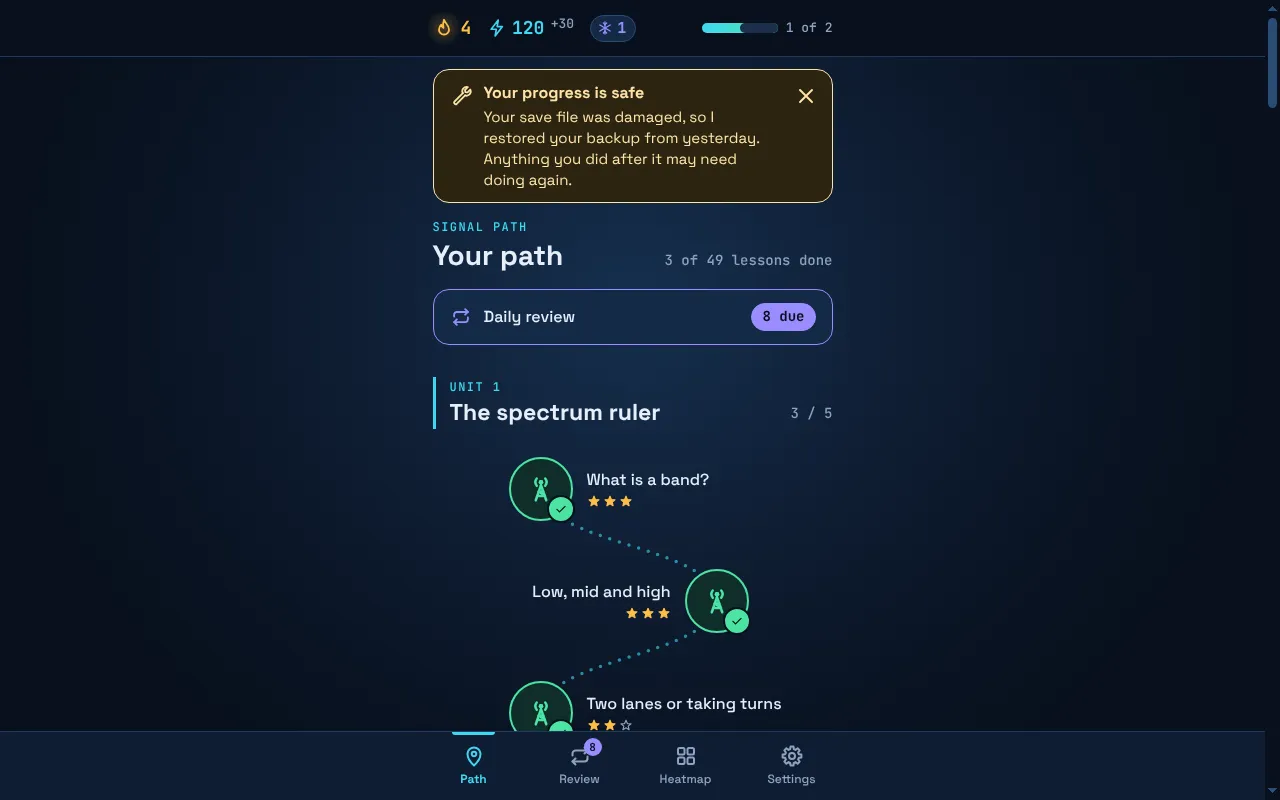 4 120 +30 1 1 of 2
Your progress is safe
Your save file was damaged, so I
restored your backup from yesterday.
Anything you did after it may need
doing again.
SIGNAL PATH
Your path 3 of 49 lessons done
Daily review 8 due
UNIT 1
The spectrum ruler 3 / 5
What is a band?
Low, mid and high
Two lanes or taking turns
8
Path Review Heatmap Settings